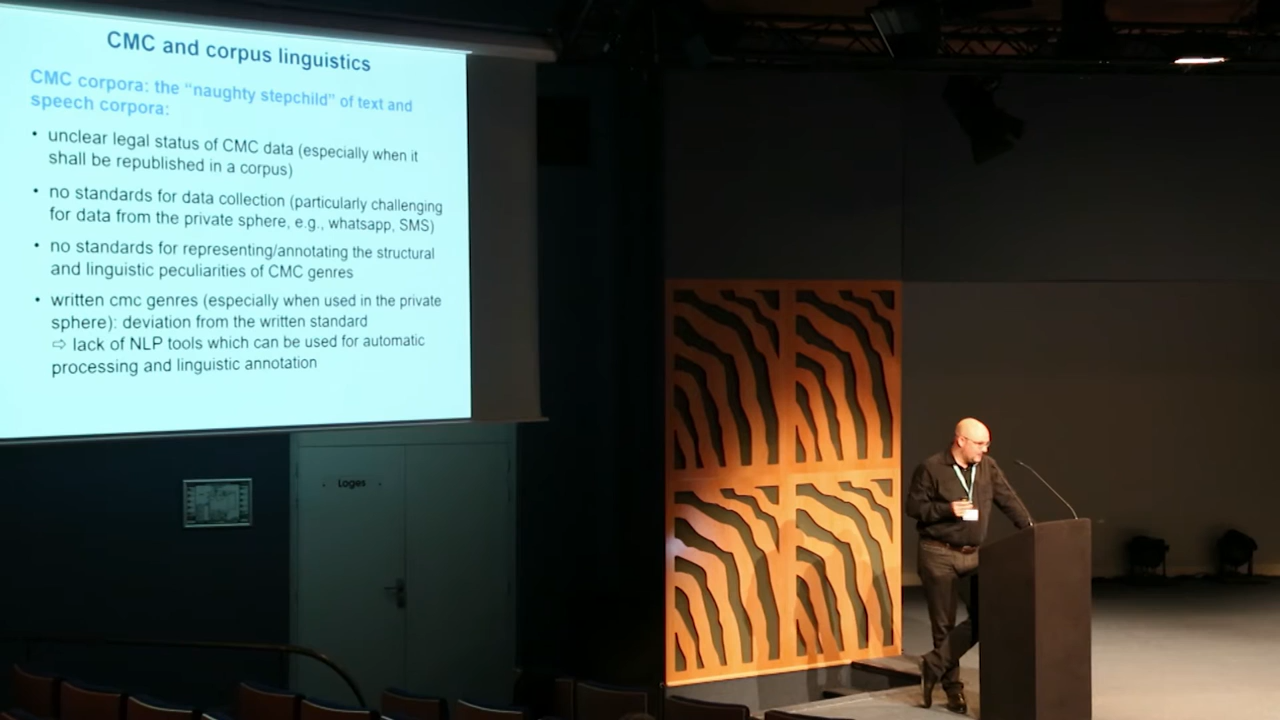 CMC and corpus linguistics
CMC corpora: the “naughty stepchild” of text and
speech corpora:
• unclear legal status of CMC data (especially when it
shall be republished in a corpus)
• no standards for data collection (particularly challenging
for data from the private sphere, e.g., whatsapp, SMS)
• no standards for representing/annotating the structural
and linguistic peculiarities of CMC genres
• written cmc genres (especially when used in the private
sphere): deviation from the written standard
⇨ lack of NLP tools which can be used for automatic
processing and linguistic annotation
Loges